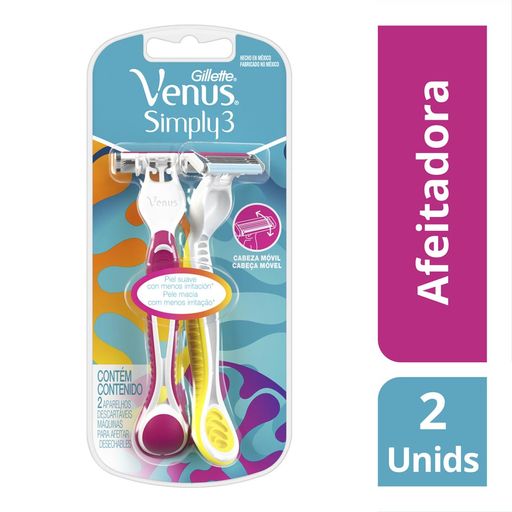 Gillette
Venus
Simply3
HECHO EN MÉXICO
FABRICADO NO MÉXICO
Venus
CABEZA MÓVIL
CABEÇA MÓVEL
Piel suave
con menos irritación*
Pele macia
com menos irritação*
CONTÉM
CONTENIDO
2 APARELHOS
DESCARTÁVEIS
MÁQUINAS
PARA AFEITAR
DESECHABLES
Afeitadora
2
Unids